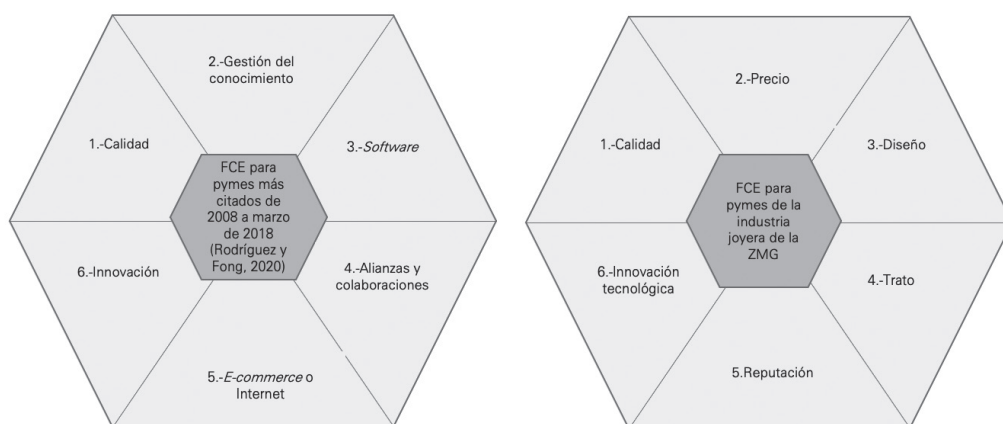 2.-Gestión del
conocimiento
1.-Calidad
3.-Software
FCE para
pymes más
citados de
2008 a marzo
de 2018
(Rodríguez y
Fong, 2020)
6.-Innovación
4.-Alianzas y
colaboraciones
5.-E-commerce o
Internet
2.-Precio
1.-Calidad
3.-Diseño
FCE para
pymes de la
industria
joyera de la
ZMG
6.-Innovación
tecnológica
4.-Trato
5.Reputación